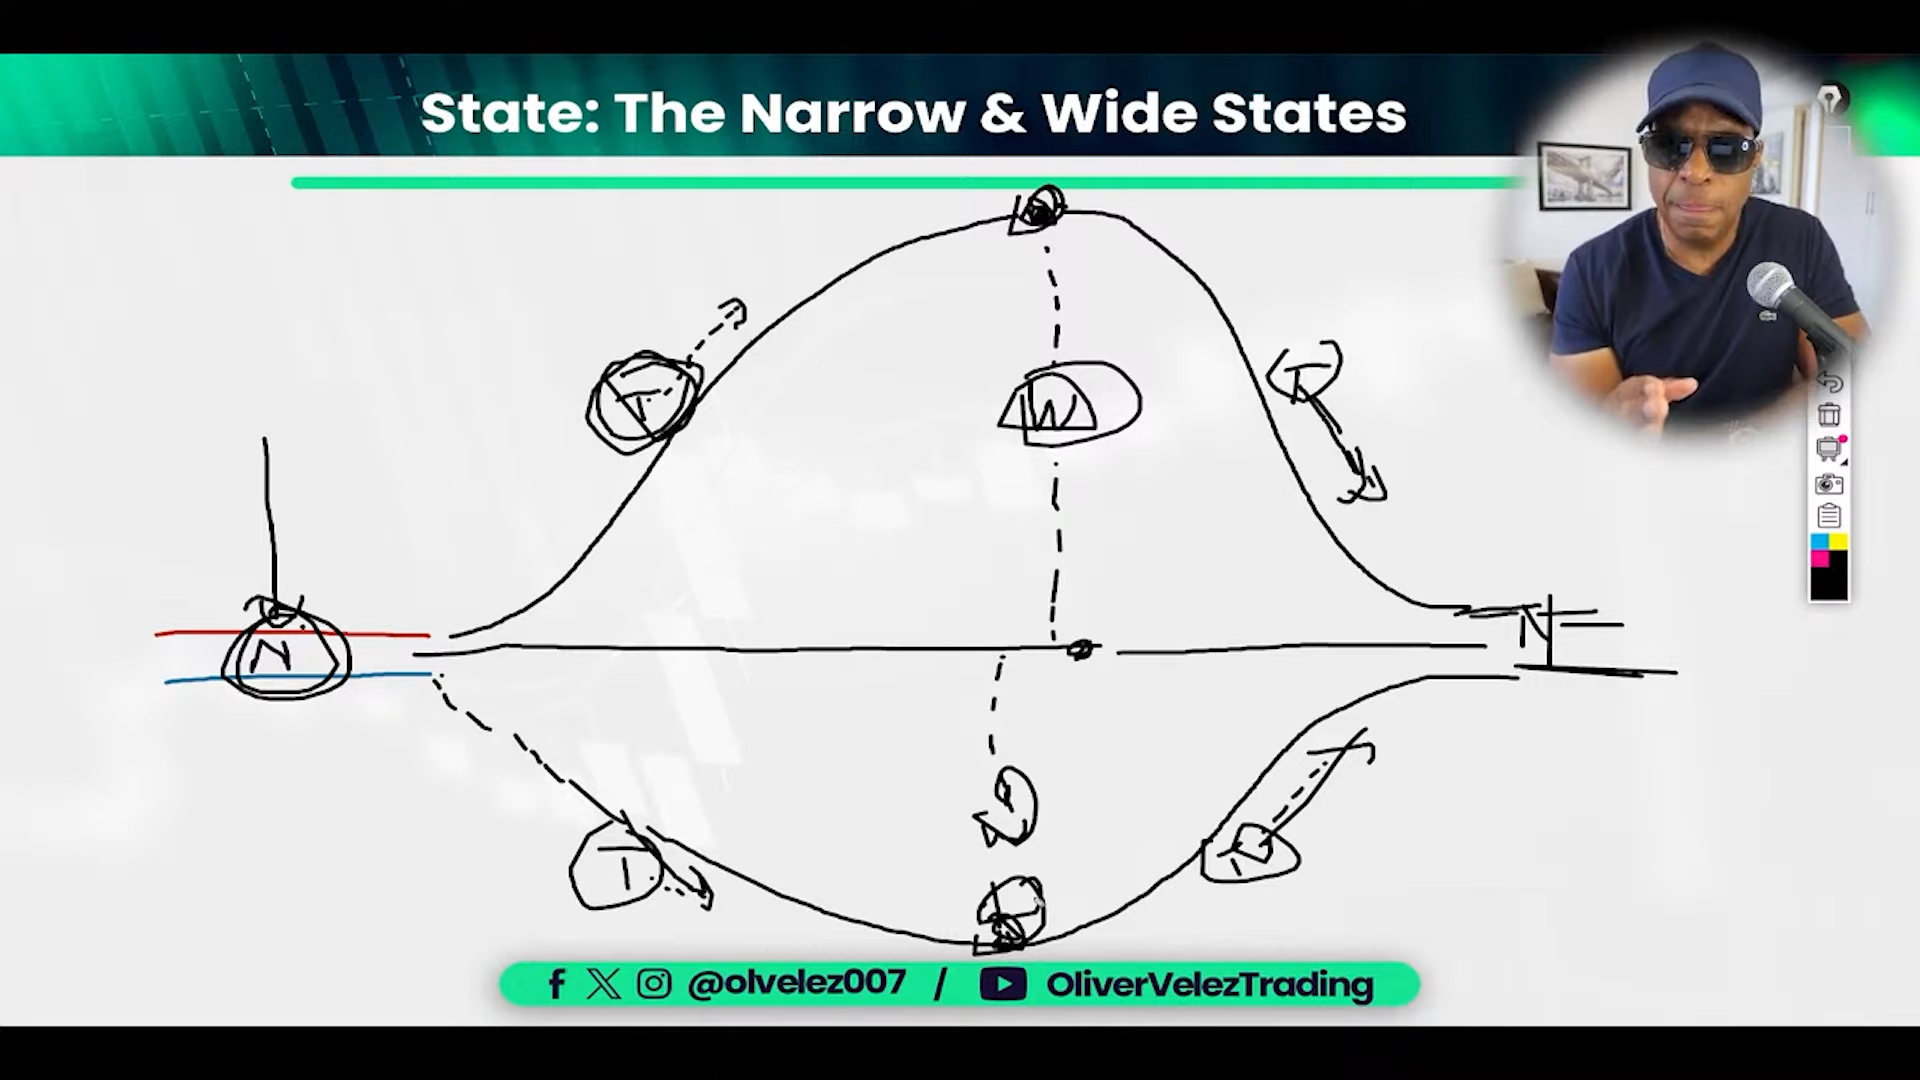 State: The Narrow & Wide States
T
W
T
N
N
T
@olvelez007 / OliverVelezTrading